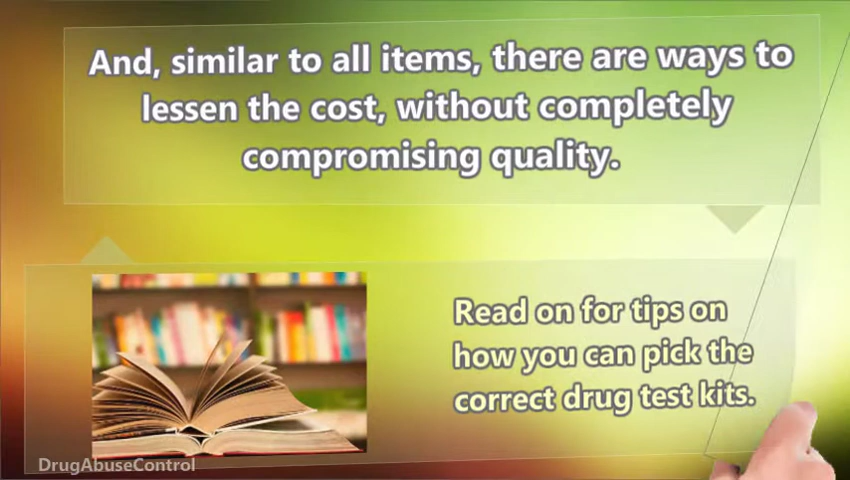 And, similar to all items, there are ways to
lessen the cost, without completely
compromising quality.
Read on for tips on
how you can pick the
correct drug test kits.
DrugAbuseControl